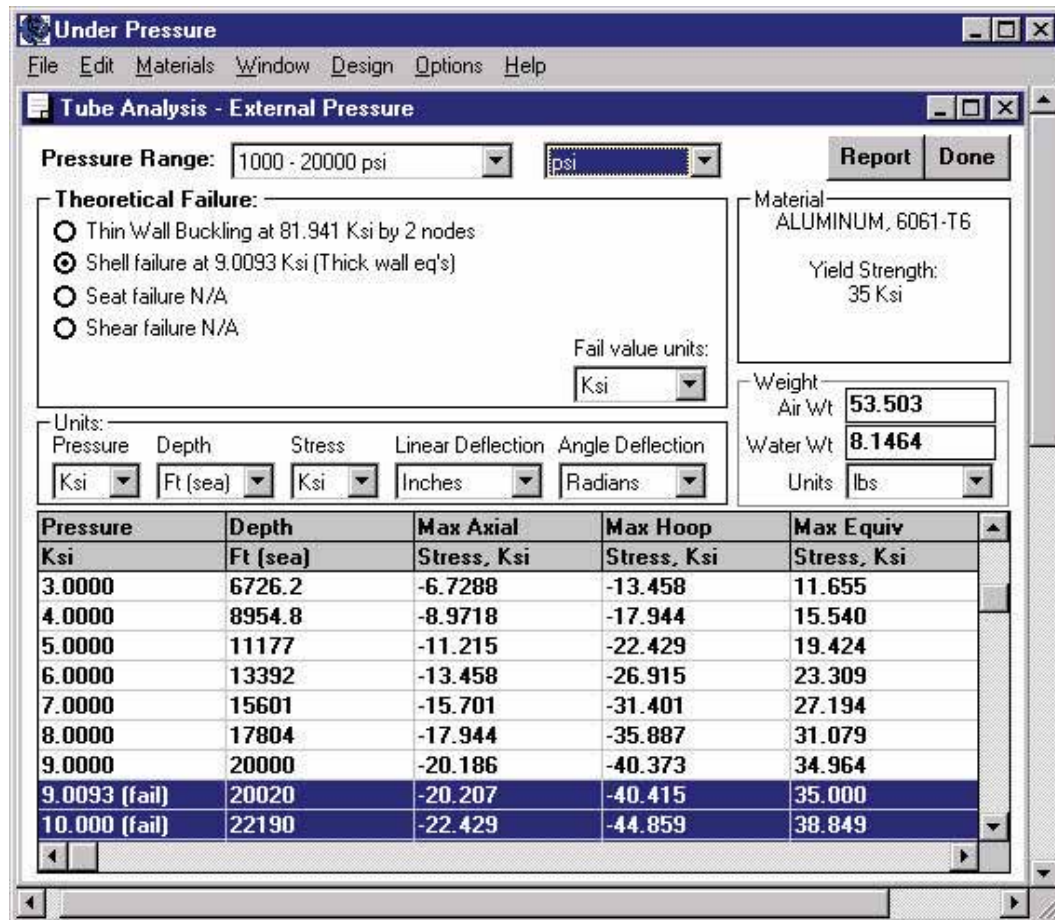 Under Pressure
File Edit Materials Window Design Options Help
Tube Analysis - External Pressure
Pressure Range: 1000 - 20000 psi psi Report Done
Theoretical Failure:
Thin Wall Buckling at 81.941 Ksi by 2 nodes
Shell failure at 9.0093 Ksi (Thick wall eq's)
Seat failure N/A
Shear failure N/A
Fail value units:
Ksi
Material
ALUMINUM, 6061-T6
Yield Strength:
35 Ksi
Weight
Air Wt 53.503
Water Wt 8.1464
Units lbs
Units:
Pressure Depth Stress Linear Deflection Angle Deflection
Ksi Ft (sea) Ksi Inches Radians
Pressure Depth Max Axial Max Hoop Max Equiv
Ksi Ft (sea) Stress, Ksi Stress, Ksi Stress, Ksi
3.0000 6726.2 -6.7288 -13.458 11.655
4.0000 8954.8 -8.9718 -17.944 15.540
5.0000 11177 -11.215 -22.429 19.424
6.0000 13392 -13.458 -26.915 23.309
7.0000 15601 -15.701 -31.401 27.194
8.0000 17804 -17.944 -35.887 31.079
9.0000 20000 -20.186 -40.373 34.964
9.0093 (fail) 20020 -20.207 -40.415 35.000
10.000 (fail) 22190 -22.429 -44.859 38.849